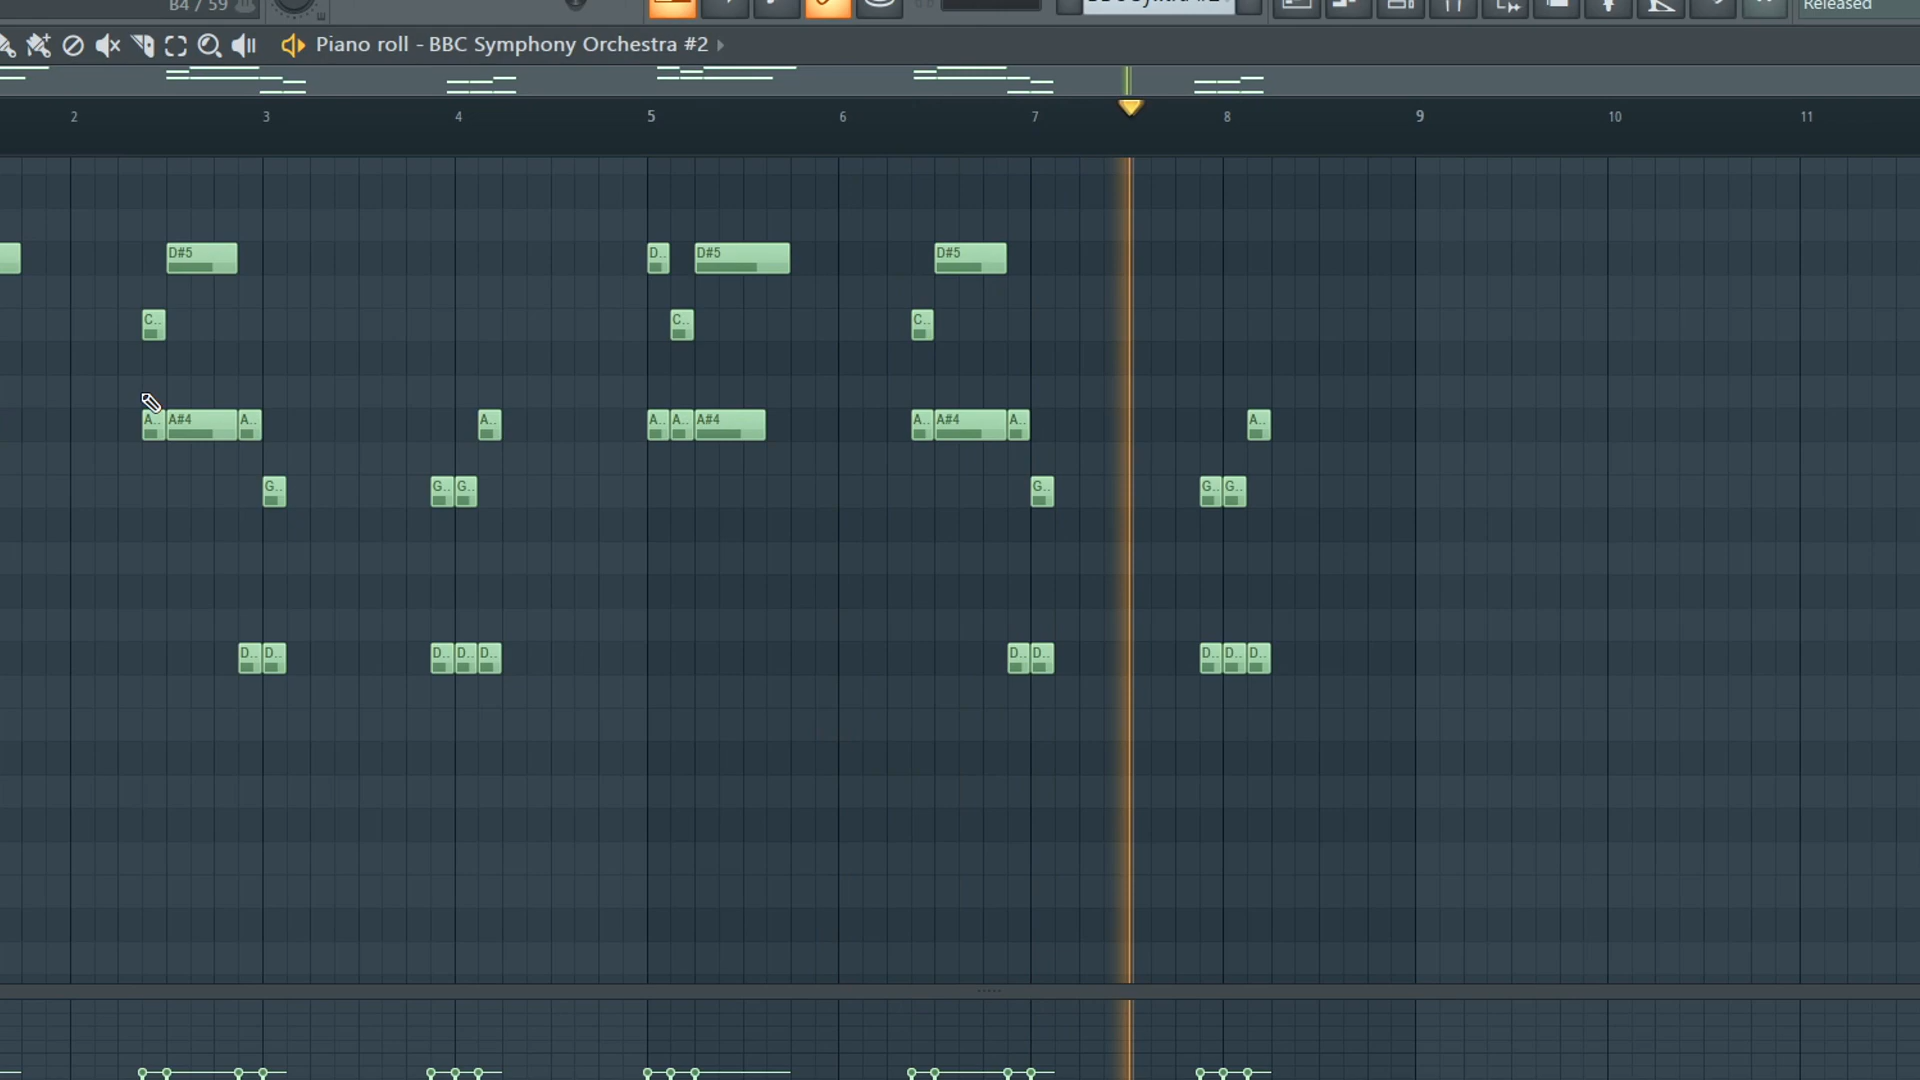 B4 / 59
Released
Piano roll - BBC Symphony Orchestra #2
2 3 4 5 6 7 8 9 10 11
D#5 D.. D#5 D#5
C.. C.. C..
A.. A#4 A.. A.. A.. A.. A#4 A.. A#4 A.. A..
G.. G.. G.. G.. G.. G..
D.. D.. D.. D.. D.. D.. D.. D.. D.. D..